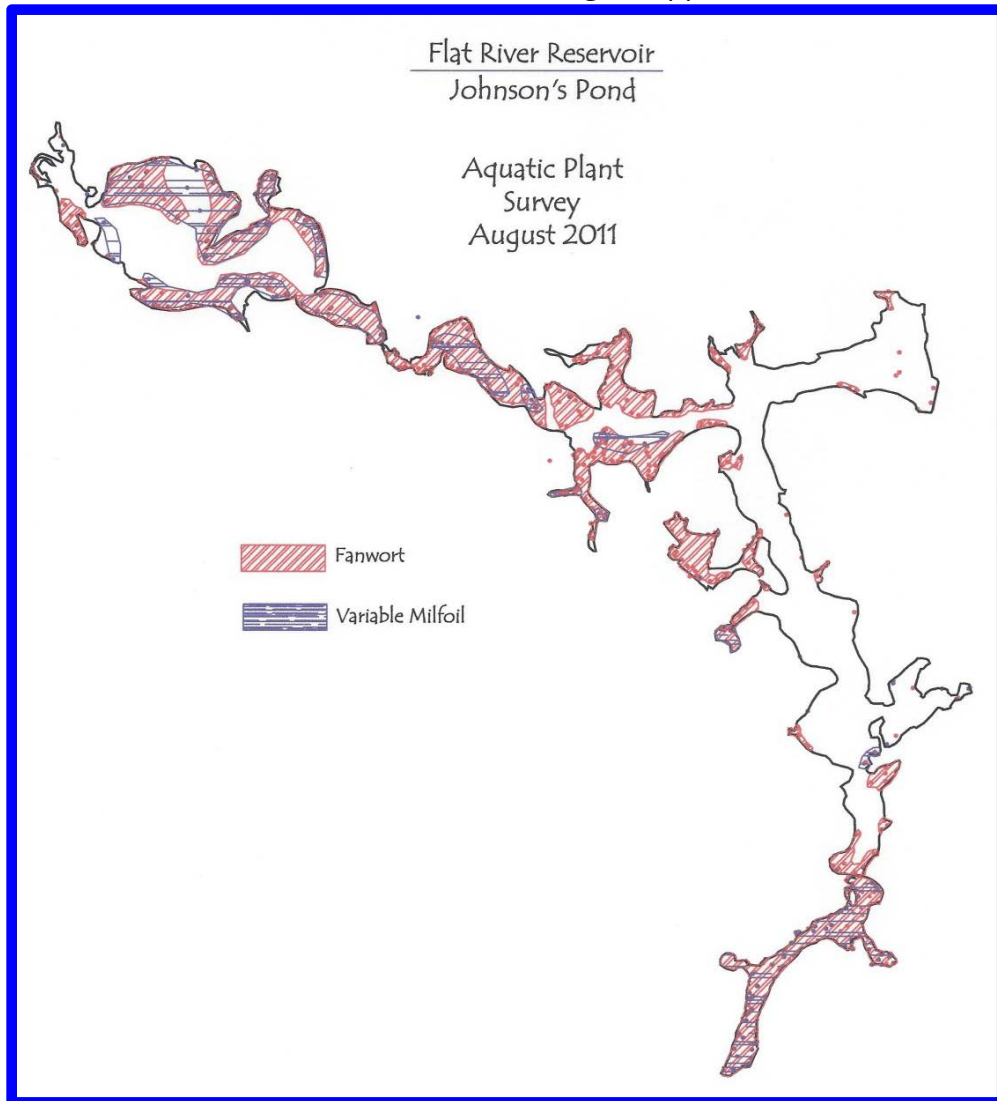 Flat River Reservoir
Johnson's Pond
Aquatic Plant
Survey
August 2011
Fanwort
Variable Milfoil